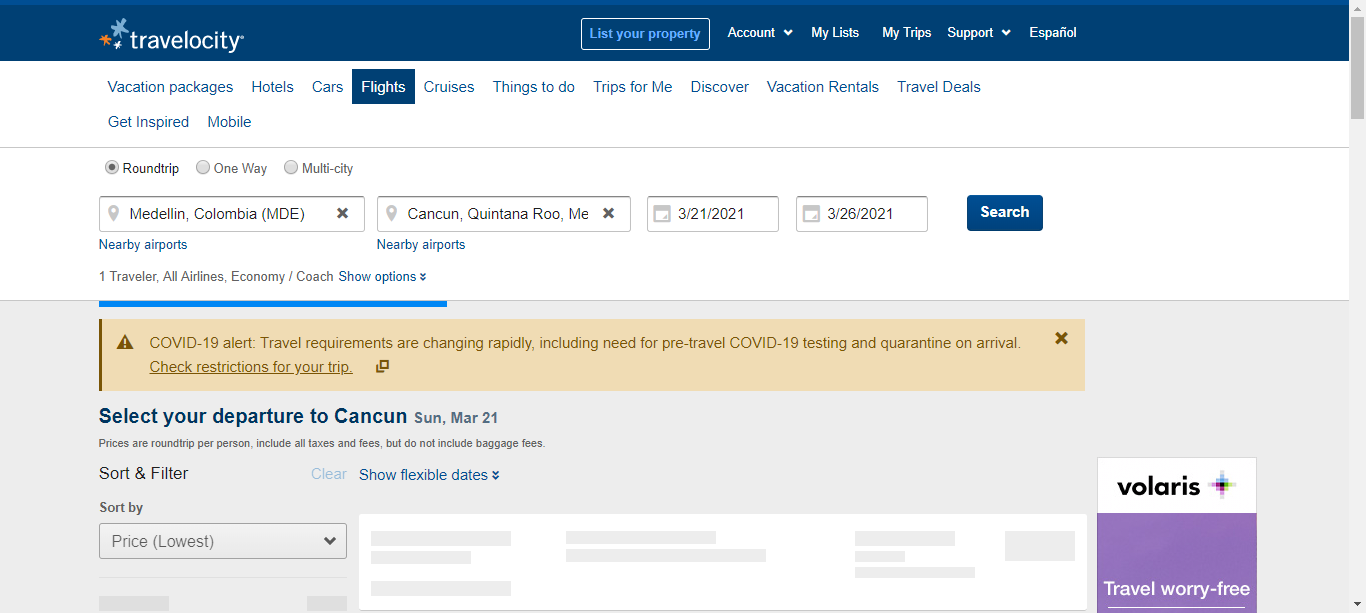 travelocity
List your property
Account
My Lists
My Trips
Support
Español
Vacation packages
Hotels
Cars
Flights
Cruises
Things to do
Trips for Me
Discover
Vacation Rentals
Travel Deals
Get Inspired
Mobile
Roundtrip
One Way
Multi-city
Medellin, Colombia (MDE)
Cancun, Quintana Roo, Me
3/21/2021
3/26/2021
Search
Nearby airports
Nearby airports
1 Traveler, All Airlines, Economy / Coach Show options
COVID-19 alert: Travel requirements are changing rapidly, including need for pre-travel COVID-19 testing and quarantine on arrival.
Check restrictions for your trip.
Select your departure to Cancun Sun, Mar 21
Prices are roundtrip per person, include all taxes and fees, but do not include baggage fees.
Sort & Filter
Clear
Show flexible dates
Sort by
Price (Lowest)
volaris
Travel worry-free